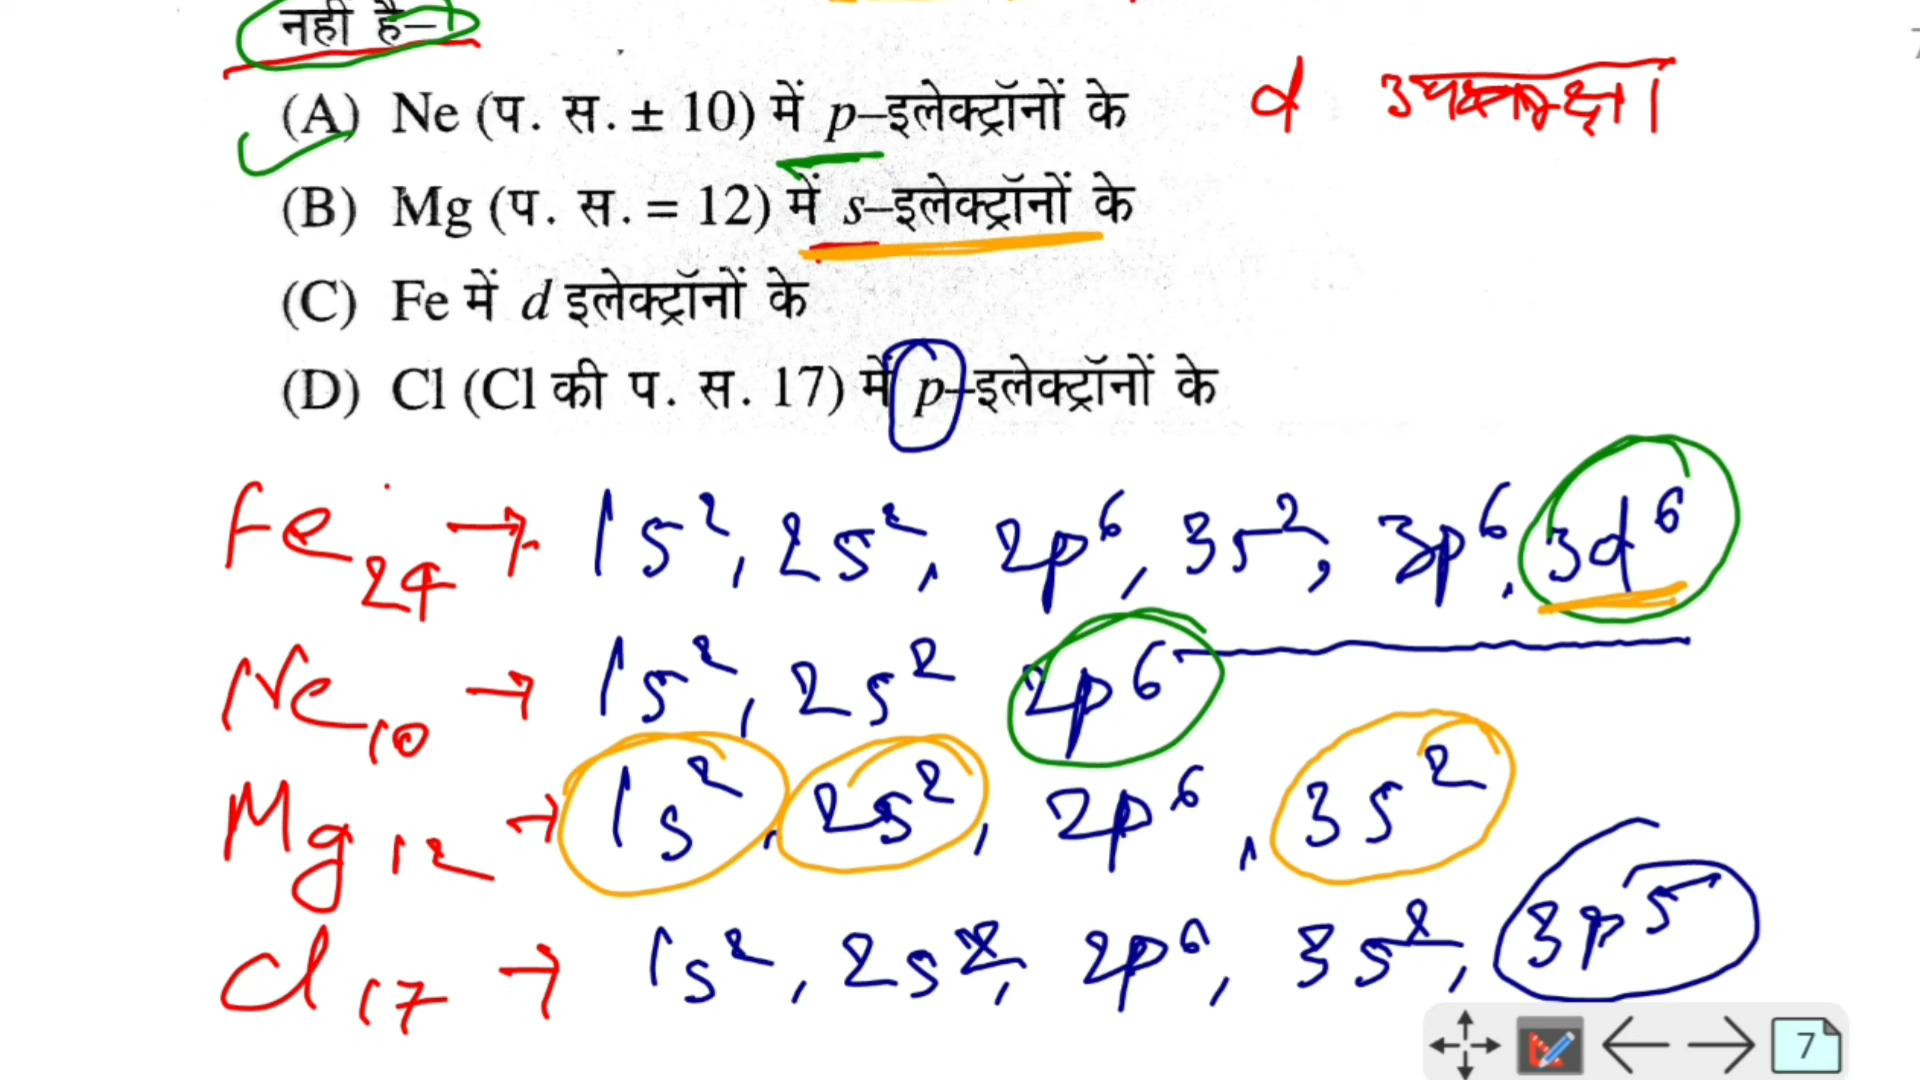 नहीं है–
(A) Ne (प. स. ± 10) में p–इलेक्ट्रॉनों के
d उपकक्ष।
(B) Mg (प. स. = 12) में s–इलेक्ट्रॉनों के
(C) Fe में d इलेक्ट्रॉनों के
(D) Cl (Cl की प. स. 17) में p–इलेक्ट्रॉनों के
Fe24 → 1s², 2s², 2p⁶, 3s², 3p⁶, 3d⁶
Ne10 → 1s², 2s² 2p⁶
Mg12 → 1s², 2s², 2p⁶, 3s²
Cl17 → 1s², 2s², 2p⁶, 3s², 3p⁵
7